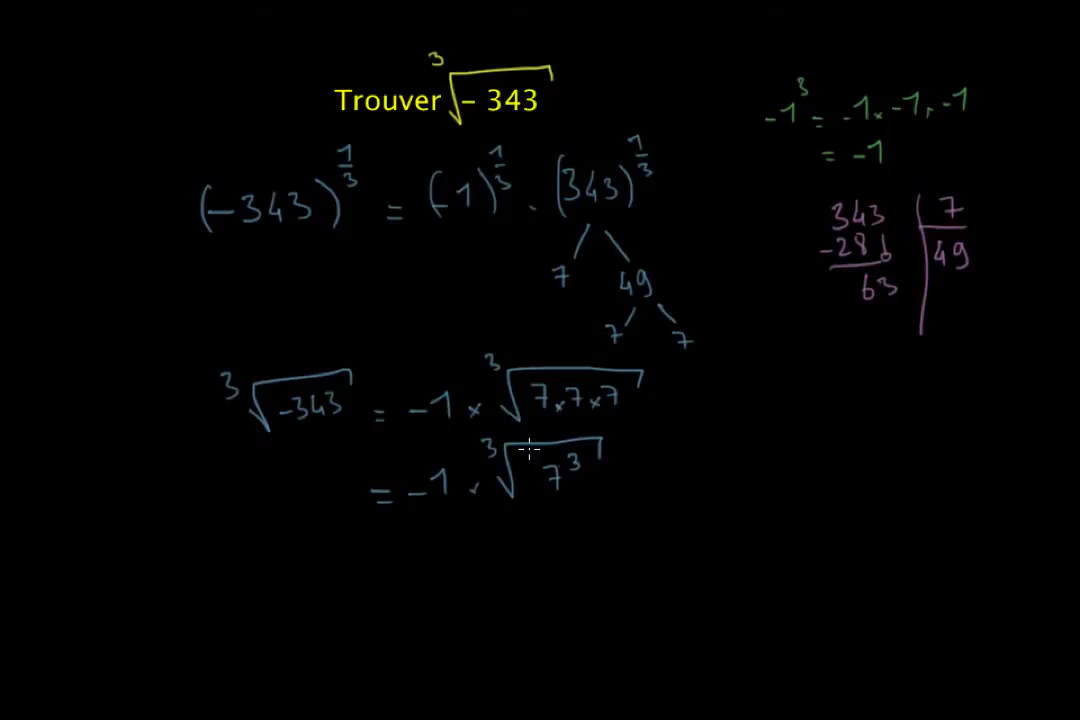 Trouver ∛-343
(-343)^(1/3) = (-1)^(1/3) · (343)^(1/3)
7 49
7 7
∛-343 = -1 × ∛7×7×7
= -1 · ∛7³
-1³ = -1× -1, -1
= -1
343 | 7
-28↓ | 49
63